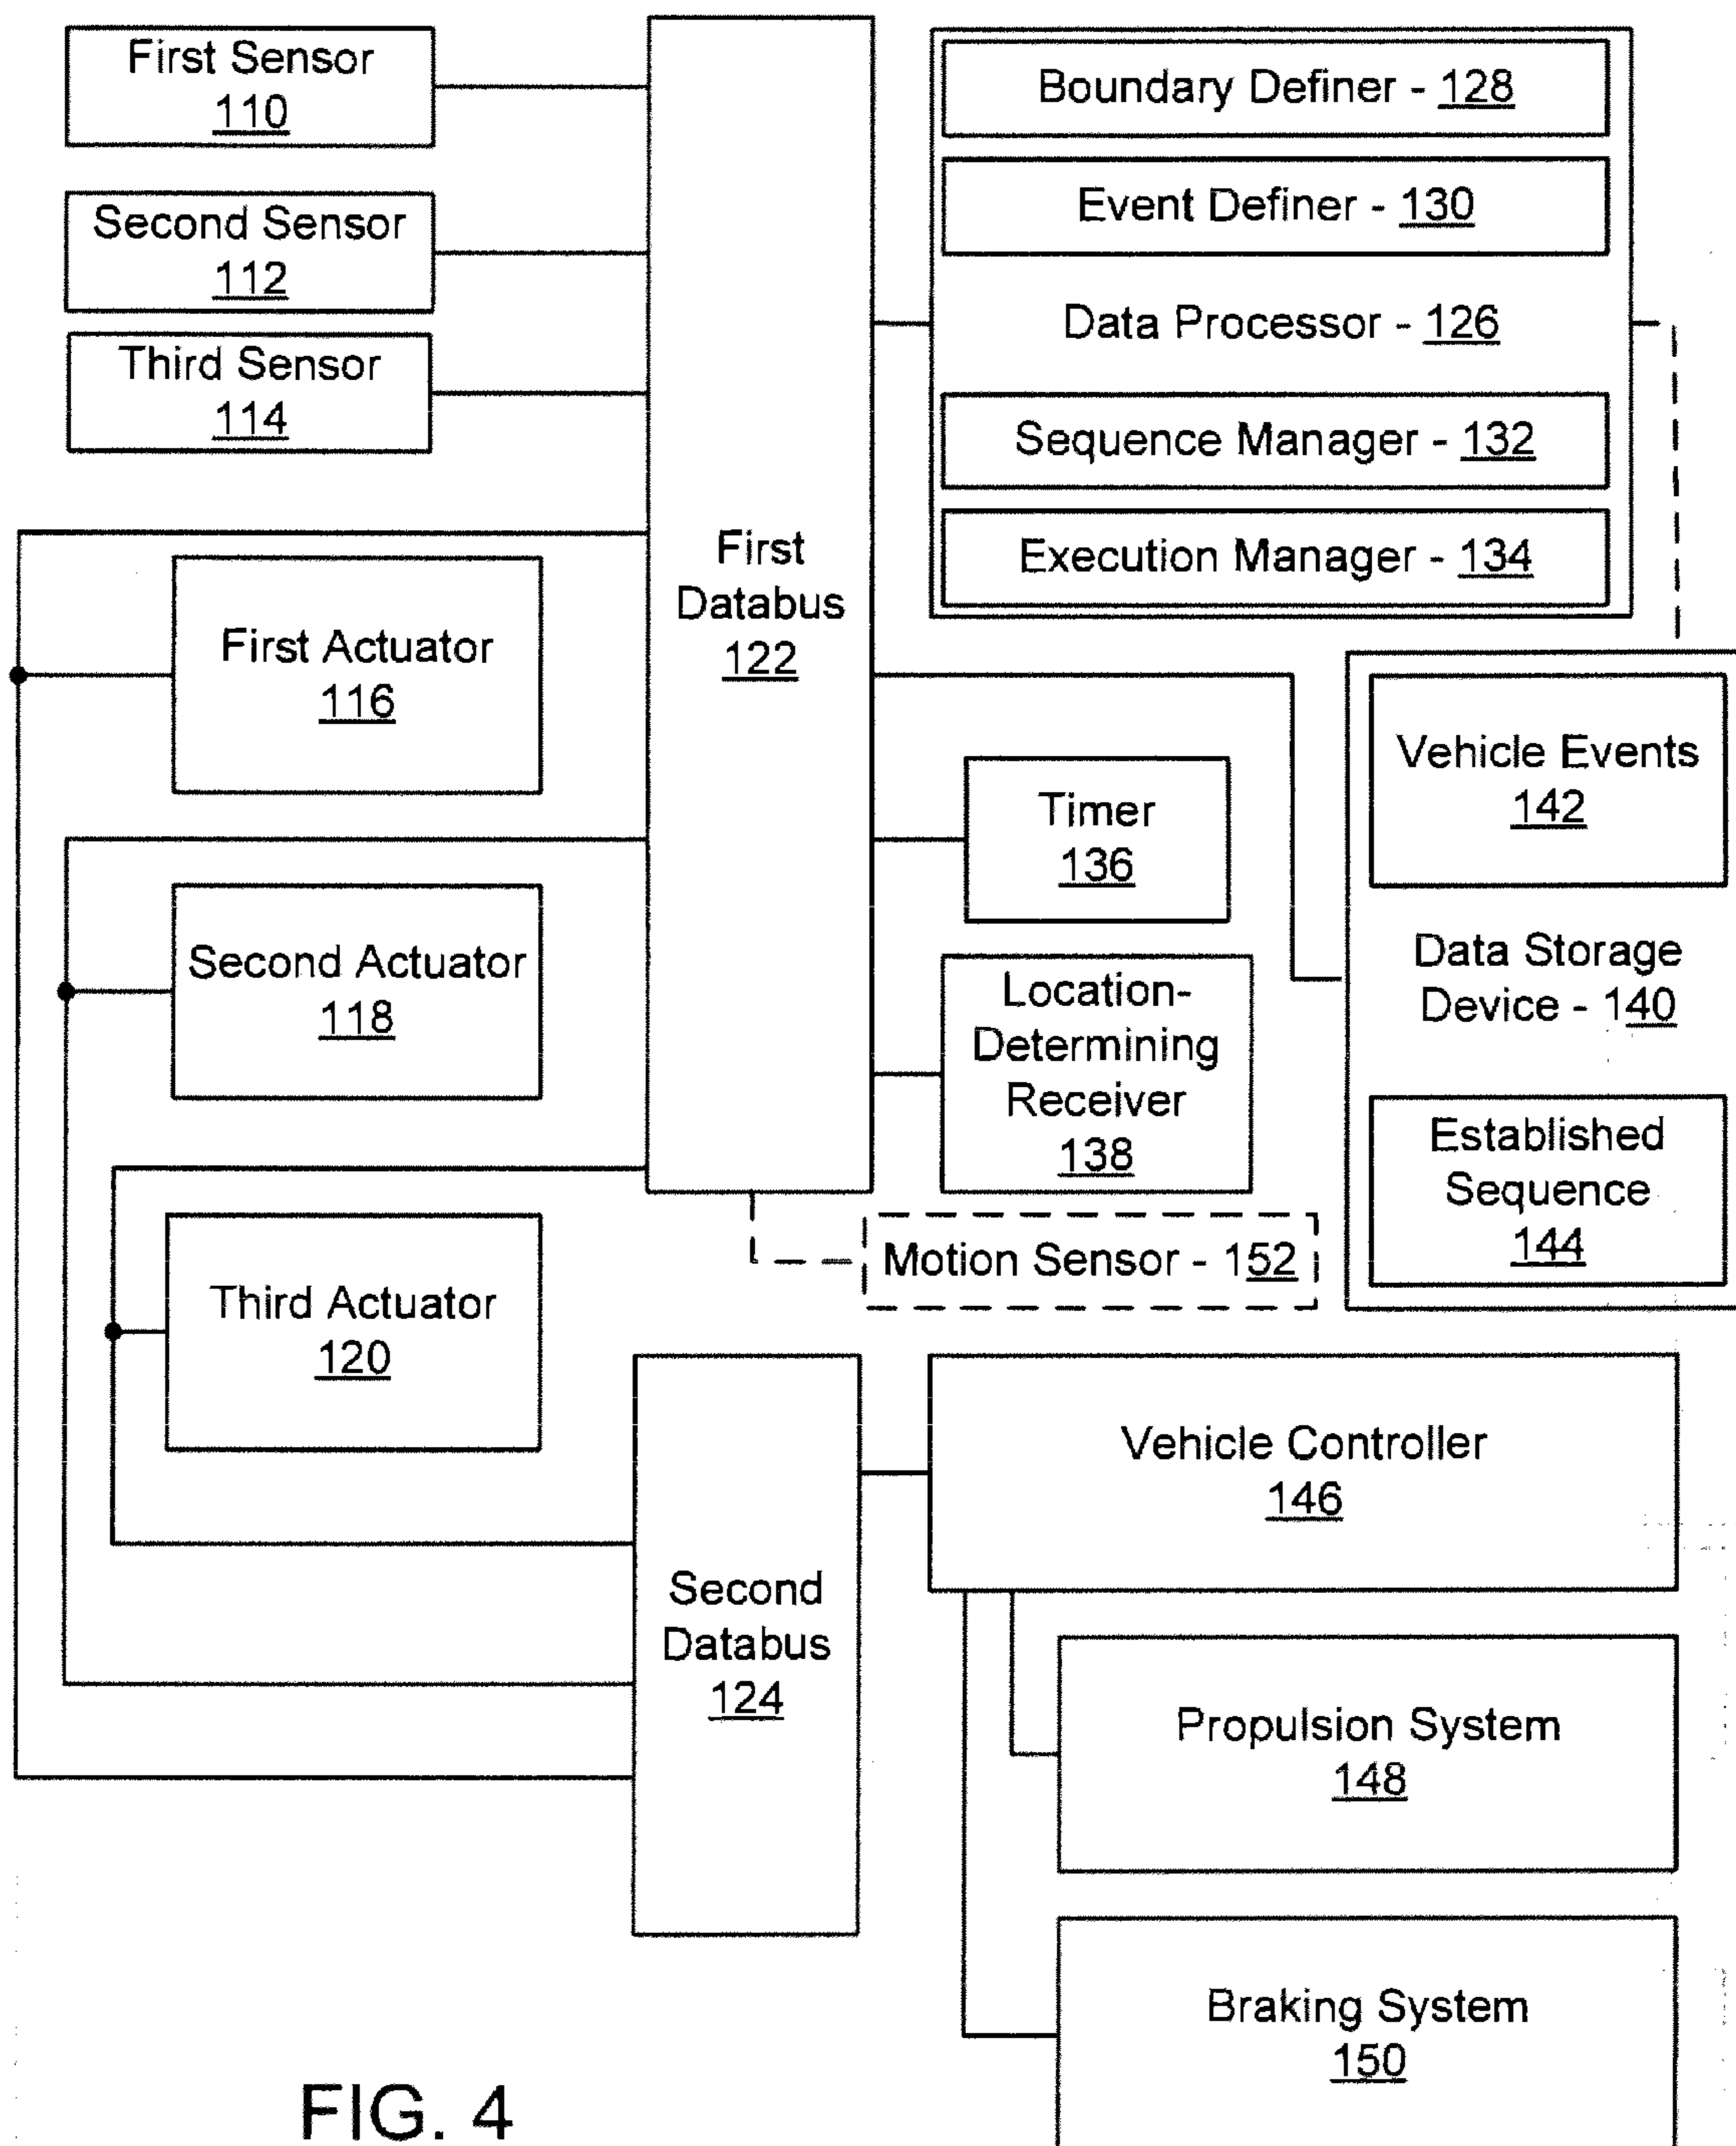 First Sensor
110
Second Sensor
112
Third Sensor
114
First Actuator
116
Second Actuator
118
Third Actuator
120
First
Databus
122
Boundary Definer - 128
Event Definer - 130
Data Processor - 126
Sequence Manager - 132
Execution Manager - 134
Timer
136
Location-
Determining
Receiver
138
Motion Sensor - 152
Vehicle Events
142
Data Storage
Device - 140
Established
Sequence
144
Second
Databus
124
Vehicle Controller
146
Propulsion System
148
Braking System
150
FIG. 4